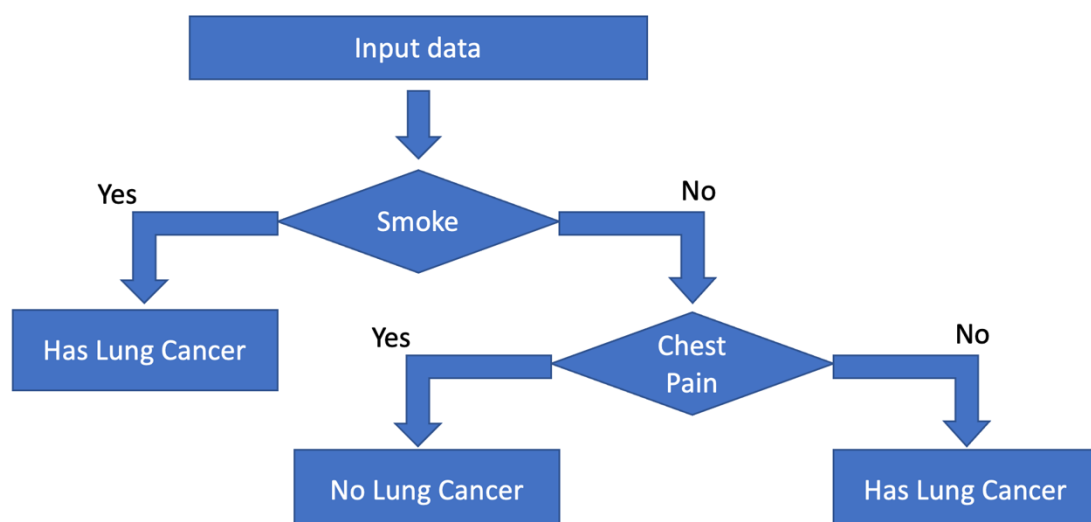 Input data
Yes
No
Smoke
Has Lung Cancer
Yes
Chest
Pain
No
No Lung Cancer
Has Lung Cancer